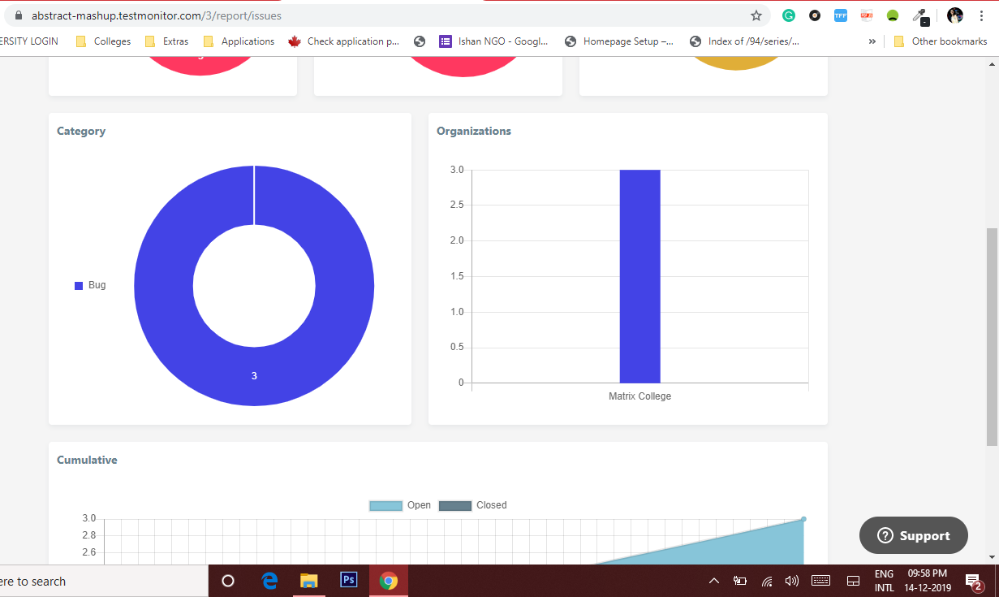 abstract-mashup.testmonitor.com/3/report/issues
TFF
ERSITY LOGIN Colleges Extras Applications Check application p... Ishan NGO - Googl... Homepage Setup –... Index of /94/series/... » Other bookmarks
Category
Bug
3
Organizations
3.0
2.5
2.0
1.5
1.0
0.5
0
Matrix College
Cumulative
Open Closed
3.0
2.8
2.6
Support
ere to search
Ps
ENG
INTL
09:58 PM
14-12-2019
2